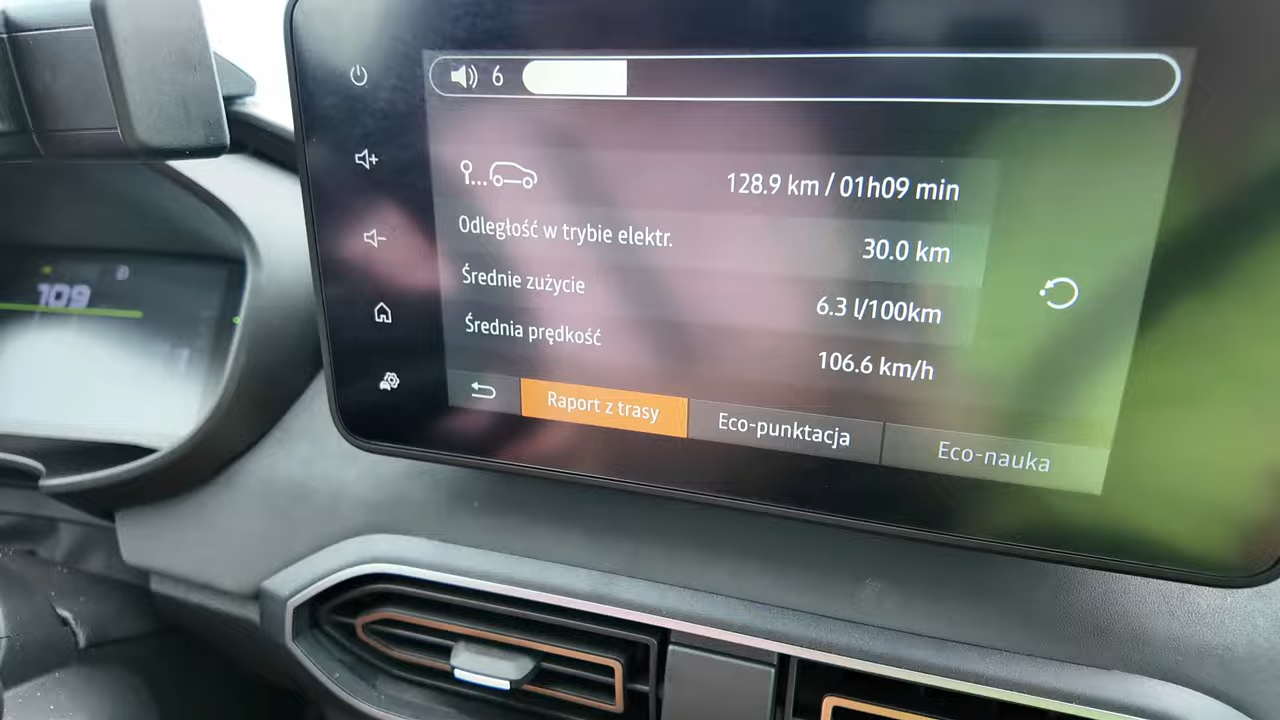 6
128.9 km / 01h09 min
Odległość w trybie elektr.
30.0 km
Średnie zużycie
6.3 l/100km
Średnia prędkość
106.6 km/h
Raport z trasy
Eco-punktacja
Eco-nauka
109